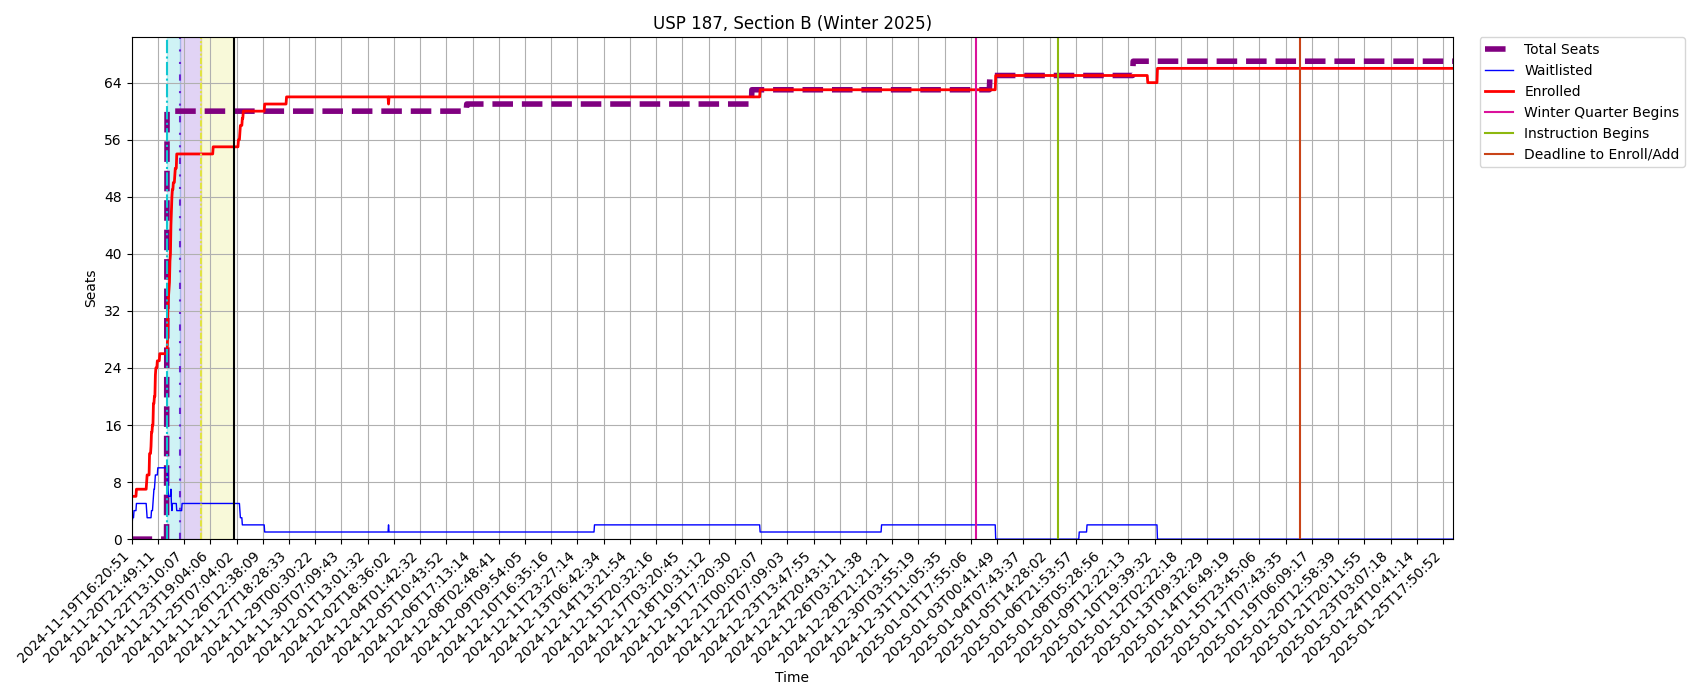 USP 187, Section B (Winter 2025)
Total Seats
Waitlisted
Enrolled
Winter Quarter Begins
Instruction Begins
Deadline to Enroll/Add
Seats
64
56
48
40
32
24
16
8
0
2024-11-19T16:20:51
2024-11-20T21:49:11
2024-11-22T13:10:07
2024-11-23T19:04:06
2024-11-25T07:04:02
2024-11-26T12:38:09
2024-11-27T18:28:33
2024-11-29T00:30:22
2024-11-30T07:09:43
2024-12-01T13:01:32
2024-12-02T18:36:02
2024-12-04T01:42:32
2024-12-05T10:43:52
2024-12-06T17:13:14
2024-12-08T02:48:41
2024-12-09T09:54:05
2024-12-10T16:35:16
2024-12-11T23:27:14
2024-12-13T06:42:34
2024-12-14T13:21:54
2024-12-15T20:32:16
2024-12-17T03:20:45
2024-12-18T10:31:12
2024-12-19T17:20:30
2024-12-21T00:02:07
2024-12-22T07:09:03
2024-12-23T13:47:55
2024-12-24T20:43:11
2024-12-26T03:21:38
2024-12-28T21:21:21
2024-12-30T03:55:19
2024-12-31T11:05:35
2025-01-01T17:55:06
2025-01-03T00:41:49
2025-01-04T07:43:37
2025-01-05T14:28:02
2025-01-06T21:53:57
2025-01-08T05:28:56
2025-01-09T12:22:13
2025-01-10T19:39:32
2025-01-12T02:22:18
2025-01-13T09:32:29
2025-01-14T16:49:19
2025-01-15T23:45:06
2025-01-17T07:43:35
2025-01-19T06:09:17
2025-01-20T12:58:39
2025-01-21T20:11:55
2025-01-23T03:07:18
2025-01-24T10:41:14
2025-01-25T17:50:52
Time